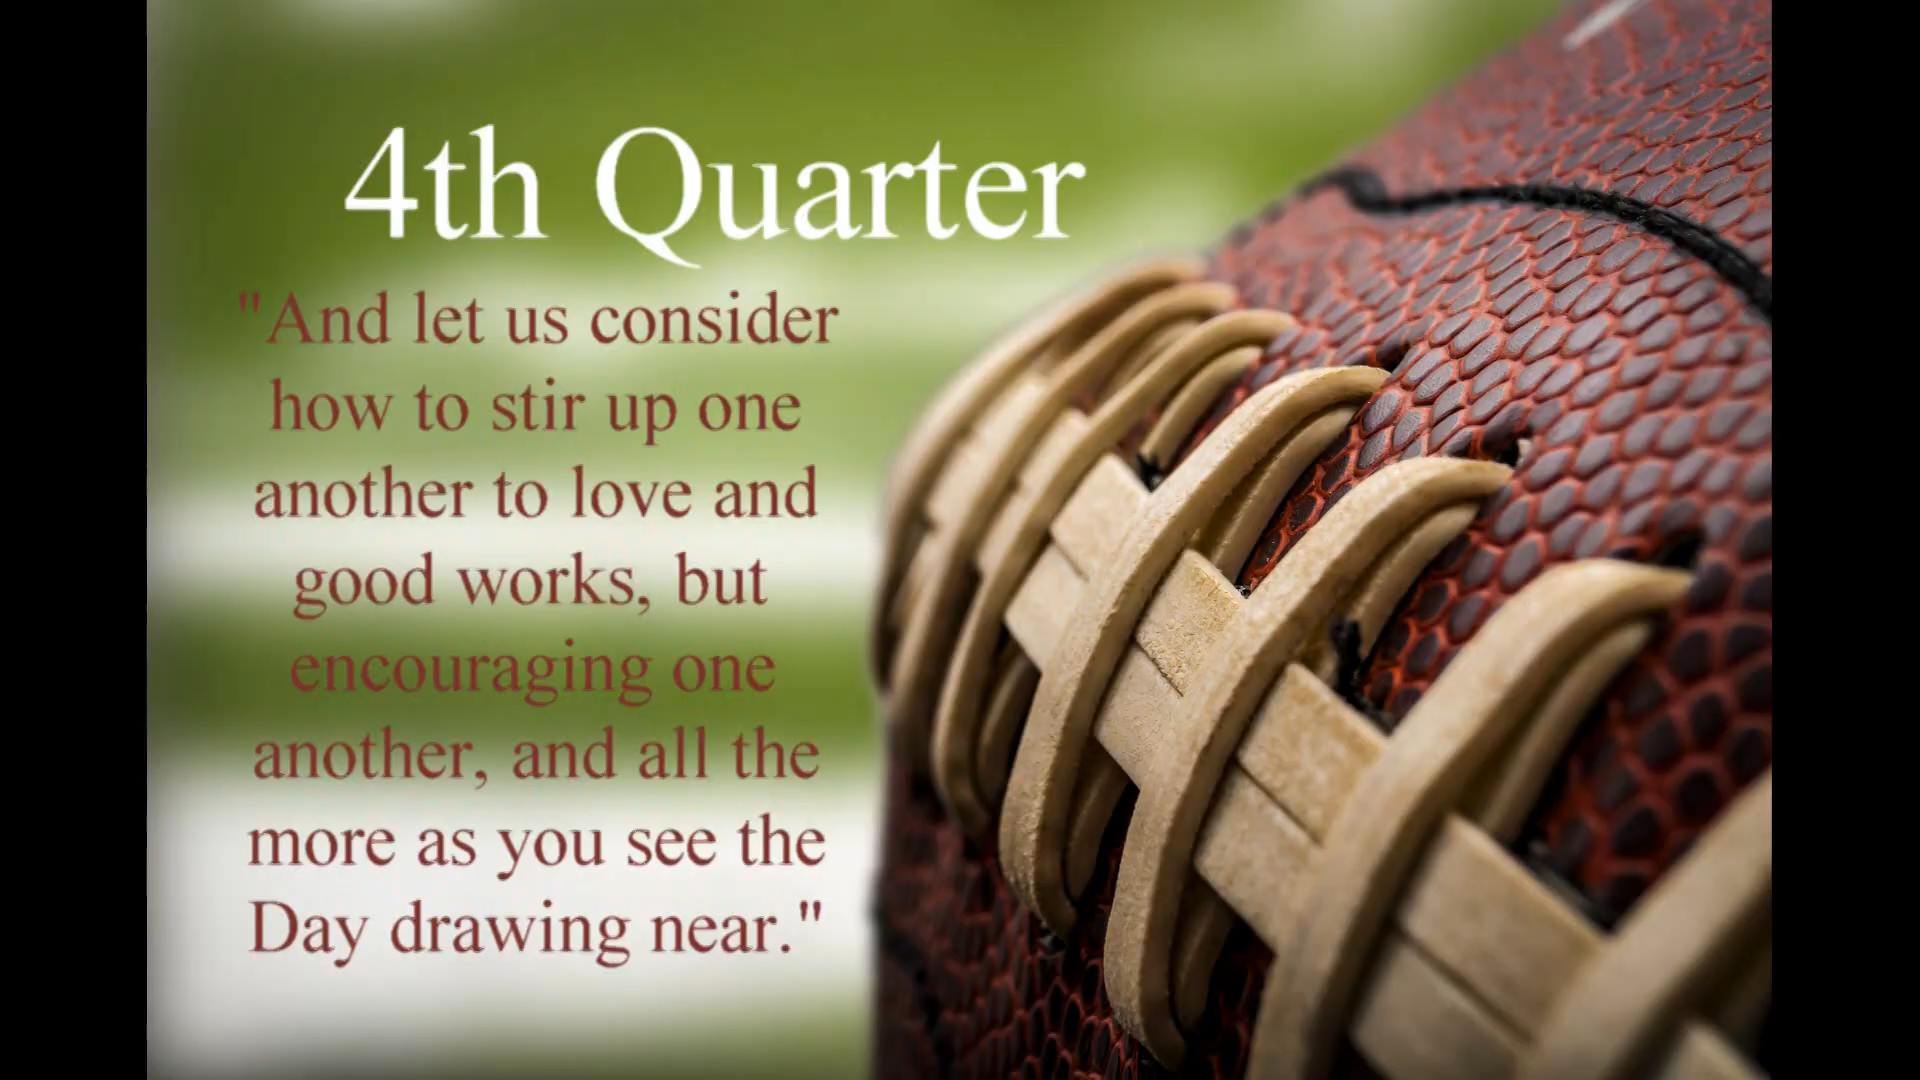 4th Quarter
"And let us consider
how to stir up one
another to love and
good works, but
encouraging one
another, and all the
more as you see the
Day drawing near."